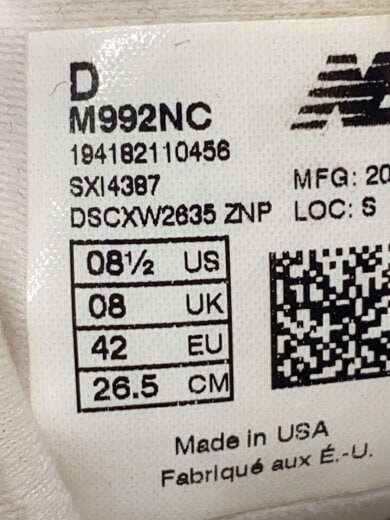 D
M992NC
194182110456
SXI4387
MFG: 20
DSCXW2635 ZNP
LOC: S
08½ US
08 UK
42 EU
26.5 CM
Made in USA
Fabriqué aux É.-U.